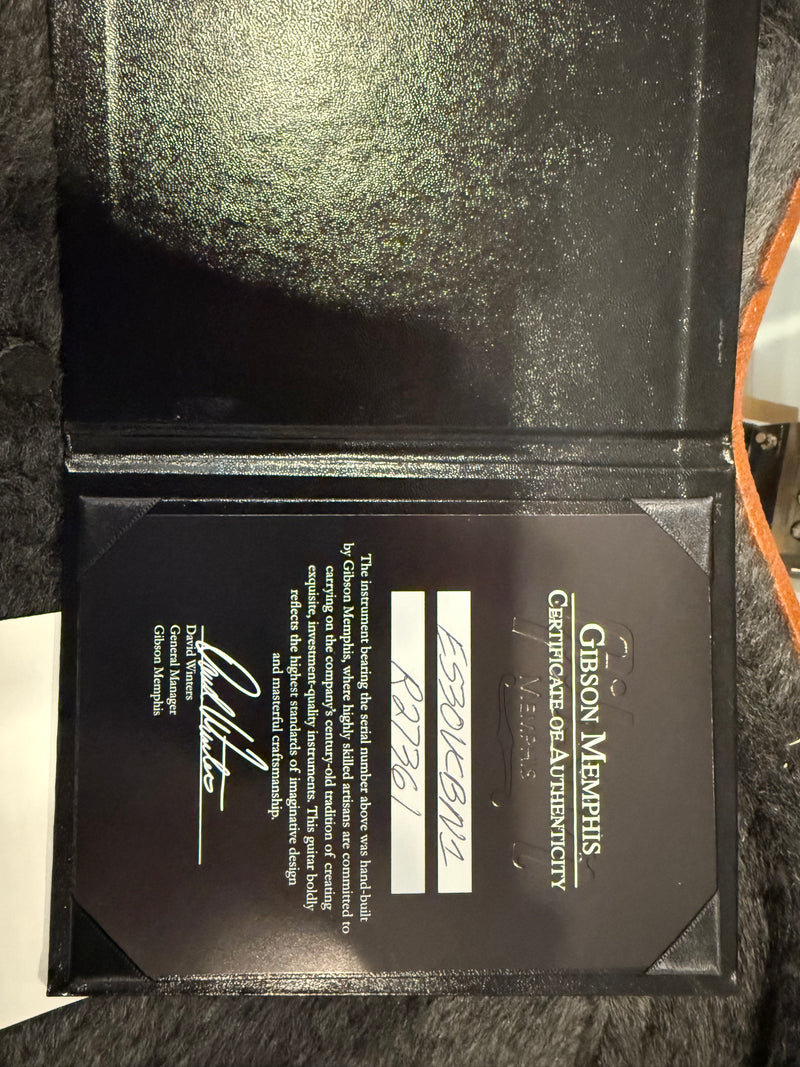 GIBSON MEMPHIS
CERTIFICATE OF AUTHENTICITY
MEMPHIS
ES30VCBN1
R27361
The instrument bearing the serial number above was hand-built
by Gibson Memphis, where highly skilled artisans are committed to
carrying on the company's century-old tradition of creating
exquisite, investment-quality instruments. This guitar boldly
reflects the highest standards of imaginative design
and masterful craftsmanship.
David Winters
David Winters
General Manager
Gibson Memphis